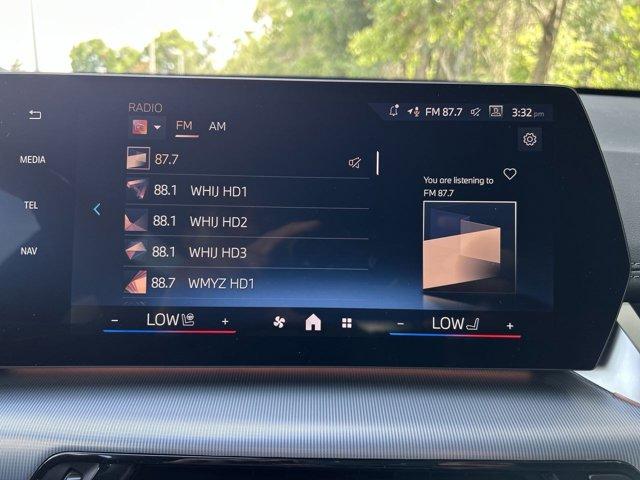 RADIO
FM 87.7 3:32 pm
FM AM
MEDIA
TEL
NAV
87.7
88.1 WHIJ HD1
88.1 WHIJ HD2
88.1 WHIJ HD3
88.7 WMYZ HD1
You are listening to
FM 87.7
- LOW +
- LOW +